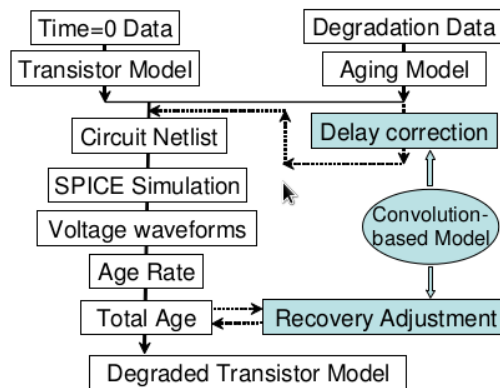 Time=0 Data
Degradation Data
Transistor Model
Aging Model
Circuit Netlist
Delay correction
SPICE Simulation
Voltage waveforms
Convolution-
based Model
Age Rate
Total Age
Recovery Adjustment
Degraded Transistor Model